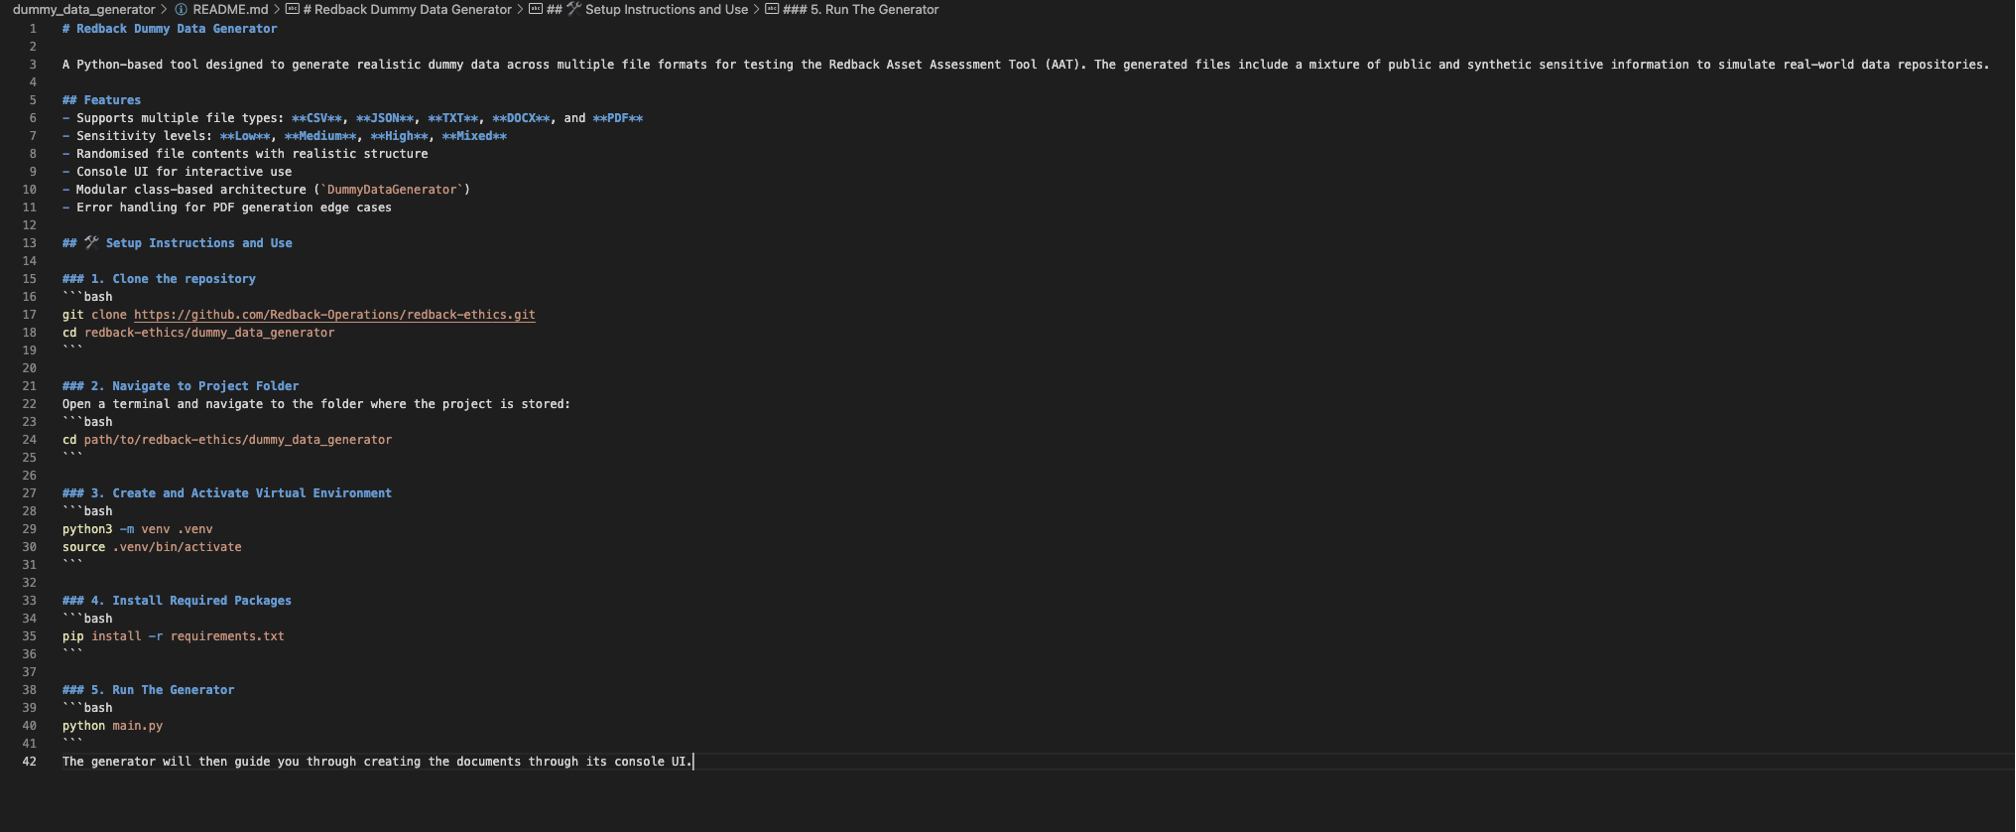 dummy_data_generator > README.md > # Redback Dummy Data Generator > ## 🛠 Setup Instructions and Use > ### 5. Run The Generator
1 # Redback Dummy Data Generator
2
3 A Python-based tool designed to generate realistic dummy data across multiple file formats for testing the Redback Asset Assessment Tool (AAT). The generated files include a mixture of public and synthetic sensitive information to simulate real-world data repositories.
4
5 ## Features
6 - Supports multiple file types: **CSV**, **JSON**, **TXT**, **DOCX**, and **PDF**
7 - Sensitivity levels: **Low**, **Medium**, **High**, **Mixed**
8 - Randomised file contents with realistic structure
9 - Console UI for interactive use
10 - Modular class-based architecture (`DummyDataGenerator`)
11 - Error handling for PDF generation edge cases
12
13 ## 🛠 Setup Instructions and Use
14
15 ### 1. Clone the repository
16 ```bash
17 git clone https://github.com/Redback-Operations/redback-ethics.git
18 cd redback-ethics/dummy_data_generator
19 ```
20
21 ### 2. Navigate to Project Folder
22 Open a terminal and navigate to the folder where the project is stored:
23 ```bash
24 cd path/to/redback-ethics/dummy_data_generator
25 ```
26
27 ### 3. Create and Activate Virtual Environment
28 ```bash
29 python3 -m venv .venv
30 source .venv/bin/activate
31 ```
32
33 ### 4. Install Required Packages
34 ```bash
35 pip install -r requirements.txt
36 ```
37
38 ### 5. Run The Generator
39 ```bash
40 python main.py
41 ```
42 The generator will then guide you through creating the documents through its console UI.